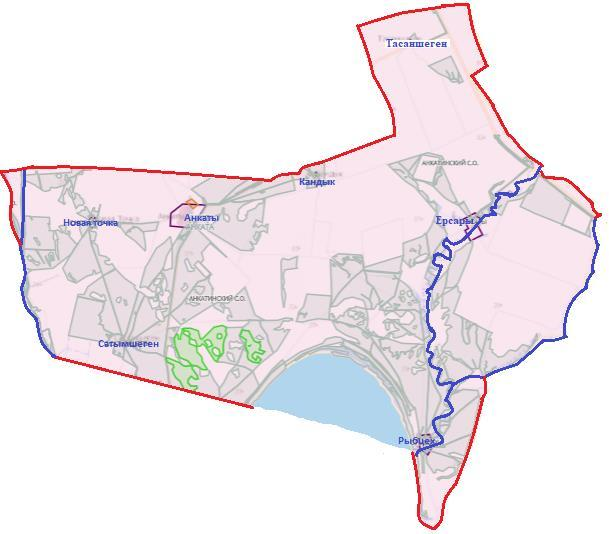 Тасаншеген
АНКАТИНСКИЙ С.О.
Кандык
Новая точка
Анкаты
АНКАТА
Ерсары
АНКАТИНСКИЙ С.О.
Сатымшеген
Рыбцех